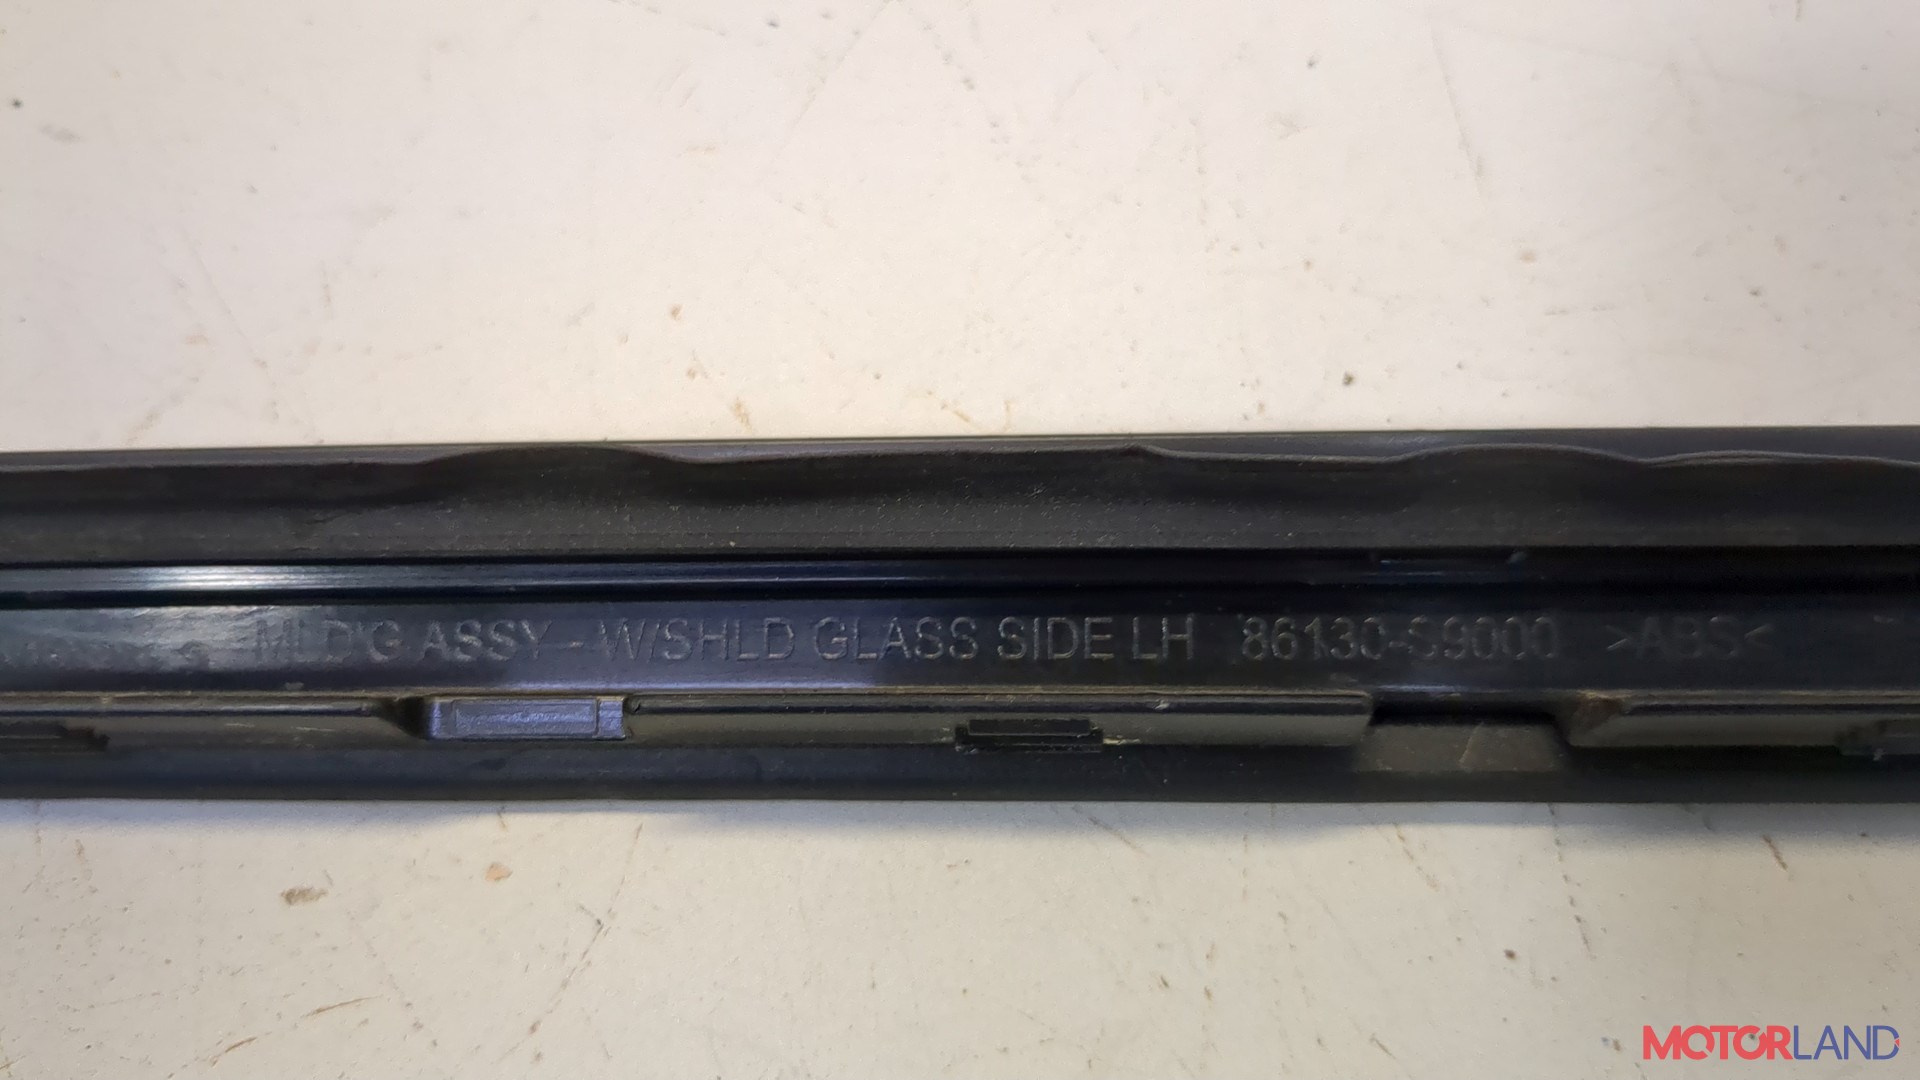 MLD'G ASSY - W/SHLD GLASS SIDE LH 86130-S9000 >ABS<
MOTORLAND